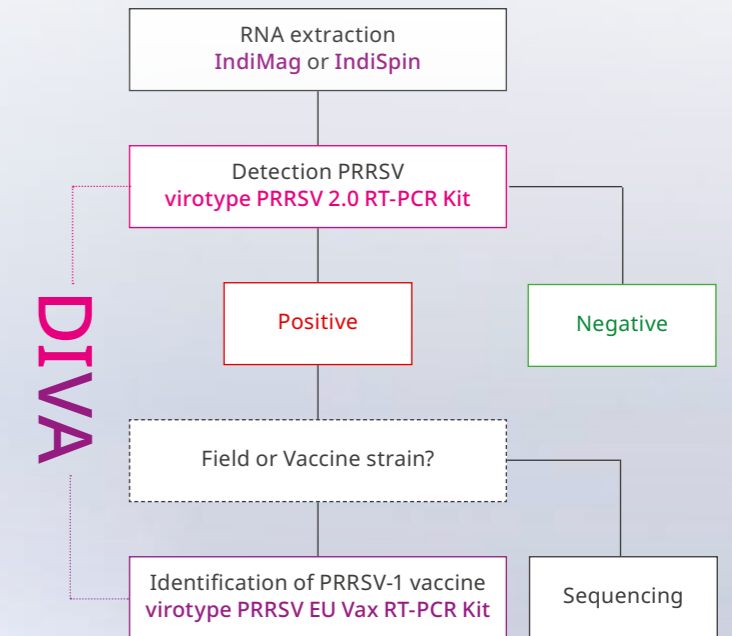 RNA extraction
IndiMag or IndiSpin
Detection PRRSV
virotype PRRSV 2.0 RT-PCR Kit
DIVA
Positive
Negative
Field or Vaccine strain?
Identification of PRRSV-1 vaccine
virotype PRRSV EU Vax RT-PCR Kit
Sequencing